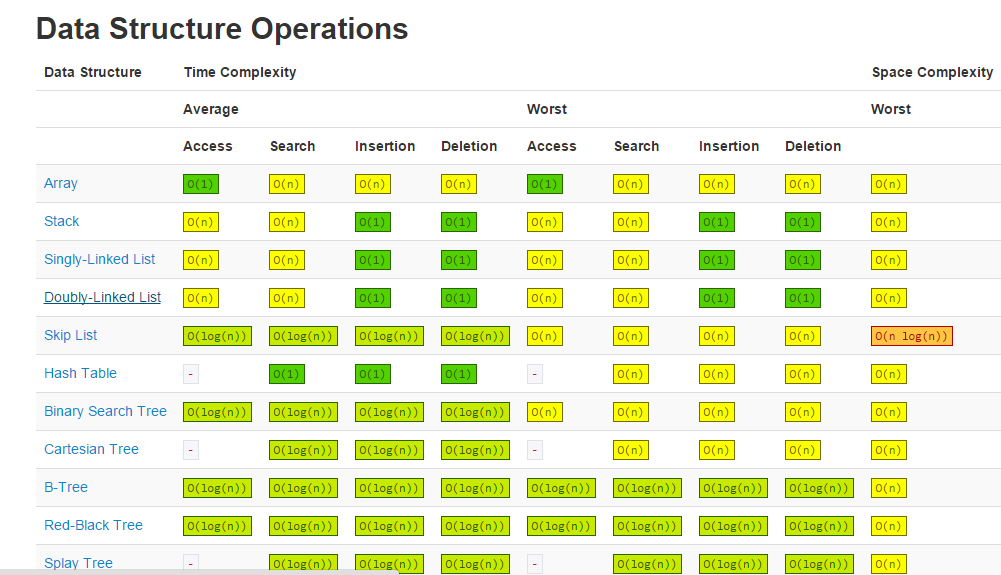 Data Structure Operations
Data Structure Time Complexity Space Complexity
Average Worst Worst
Access Search Insertion Deletion Access Search Insertion Deletion
Array O(1) O(n) O(n) O(n) O(1) O(n) O(n) O(n) O(n)
Stack O(n) O(n) O(1) O(1) O(n) O(n) O(1) O(1) O(n)
Singly-Linked List O(n) O(n) O(1) O(1) O(n) O(n) O(1) O(1) O(n)
Doubly-Linked List O(n) O(n) O(1) O(1) O(n) O(n) O(1) O(1) O(n)
Skip List O(log(n)) O(log(n)) O(log(n)) O(log(n)) O(n) O(n) O(n) O(n) O(n log(n))
Hash Table - O(1) O(1) O(1) - O(n) O(n) O(n) O(n)
Binary Search Tree O(log(n)) O(log(n)) O(log(n)) O(log(n)) O(n) O(n) O(n) O(n) O(n)
Cartesian Tree - O(log(n)) O(log(n)) O(log(n)) - O(n) O(n) O(n) O(n)
B-Tree O(log(n)) O(log(n)) O(log(n)) O(log(n)) O(log(n)) O(log(n)) O(log(n)) O(log(n)) O(n)
Red-Black Tree O(log(n)) O(log(n)) O(log(n)) O(log(n)) O(log(n)) O(log(n)) O(log(n)) O(log(n)) O(n)
Splay Tree - O(log(n)) O(log(n)) O(log(n)) - O(log(n)) O(log(n)) O(log(n)) O(n)